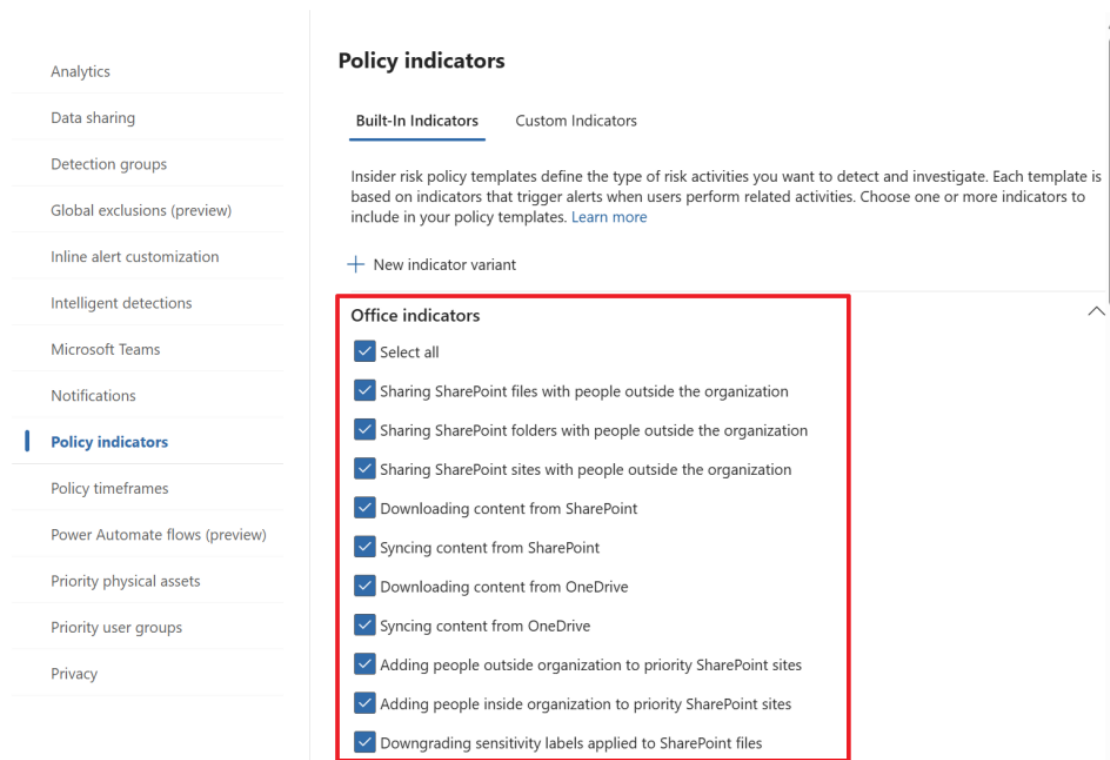 Analytics
Data sharing
Detection groups
Global exclusions (preview)
Inline alert customization
Intelligent detections
Microsoft Teams
Notifications
Policy indicators
Policy timeframes
Power Automate flows (preview)
Priority physical assets
Priority user groups
Privacy
Policy indicators
Built-In Indicators
Custom Indicators
Insider risk policy templates define the type of risk activities you want to detect and investigate. Each template is
based on indicators that trigger alerts when users perform related activities. Choose one or more indicators to
include in your policy templates. Learn more
New indicator variant
Office indicators
Select all
Sharing SharePoint files with people outside the organization
Sharing SharePoint folders with people outside the organization
Sharing SharePoint sites with people outside the organization
Downloading content from SharePoint
Syncing content from SharePoint
Downloading content from OneDrive
Syncing content from OneDrive
Adding people outside organization to priority SharePoint sites
Adding people inside organization to priority SharePoint sites
Downgrading sensitivity labels applied to SharePoint files